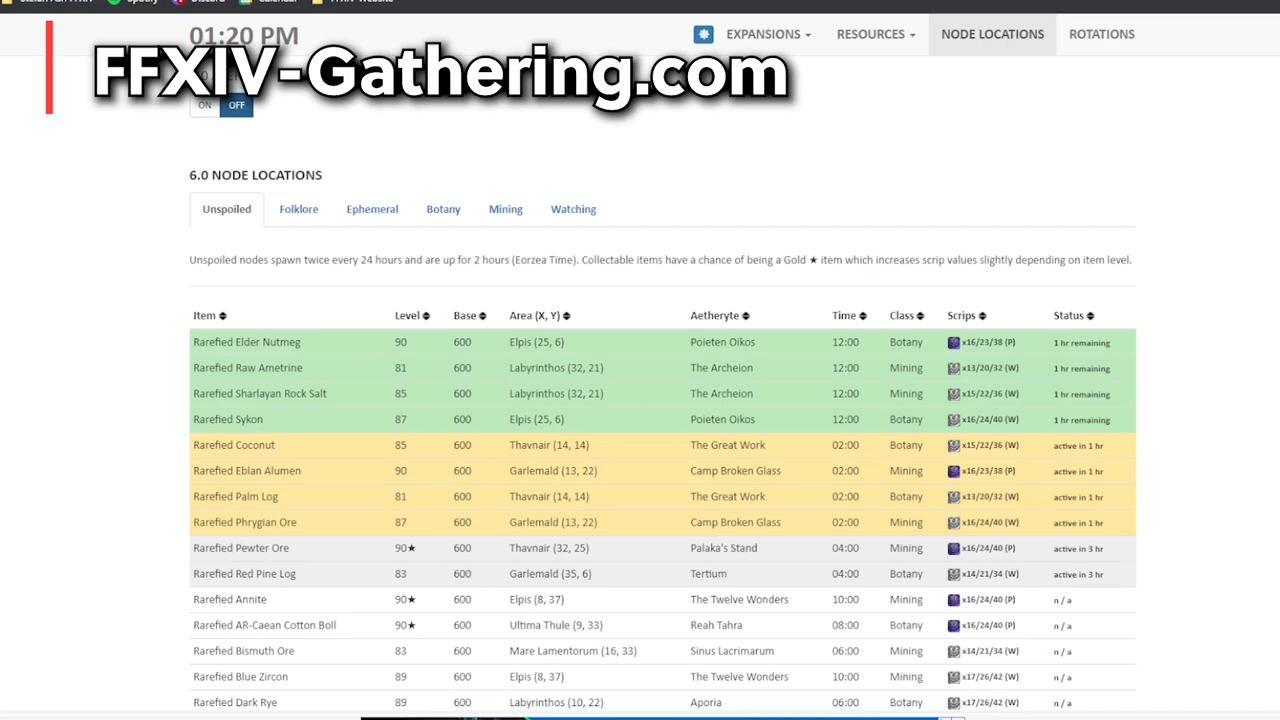 Spotify Discord Calendar
01:20 PM
EXPANSIONS RESOURCES NODE LOCATIONS ROTATIONS
FFXIV-Gathering.com
ON OFF
6.0 NODE LOCATIONS
Unspoiled Folklore Ephemeral Botany Mining Watching
Unspoiled nodes spawn twice every 24 hours and are up for 2 hours (Eorzea Time). Collectable items have a chance of being a Gold ★ item which increases scrip values slightly depending on item level.
Item Level Base Area (X, Y) Aetheryte Time Class Scrips Status
Rarefied Elder Nutmeg 90 600 Elpis (25, 6) Poieten Oikos 12:00 Botany x16/23/38 (P) 1 hr remaining
Rarefied Raw Ametrine 81 600 Labyrinthos (32, 21) The Archeion 12:00 Mining x13/20/32 (W) 1 hr remaining
Rarefied Sharlayan Rock Salt 85 600 Labyrinthos (32, 21) The Archeion 12:00 Mining x15/22/36 (W) 1 hr remaining
Rarefied Sykon 87 600 Elpis (25, 6) Poieten Oikos 12:00 Botany x16/24/40 (W) 1 hr remaining
Rarefied Coconut 85 600 Thavnair (14, 14) The Great Work 02:00 Botany x15/22/36 (W) active in 1 hr
Rarefied Eblan Alumen 90 600 Garlemald (13, 22) Camp Broken Glass 02:00 Mining x16/23/38 (P) active in 1 hr
Rarefied Palm Log 81 600 Thavnair (14, 14) The Great Work 02:00 Botany x13/20/32 (W) active in 1 hr
Rarefied Phrygian Ore 87 600 Garlemald (13, 22) Camp Broken Glass 02:00 Mining x16/24/40 (W) active in 1 hr
Rarefied Pewter Ore 90★ 600 Thavnair (32, 25) Palaka's Stand 04:00 Mining x16/24/40 (P) active in 3 hr
Rarefied Red Pine Log 83 600 Garlemald (35, 6) Tertium 04:00 Botany x14/21/34 (W) active in 3 hr
Rarefied Annite 90★ 600 Elpis (8, 37) The Twelve Wonders 10:00 Mining x16/24/40 (P) n / a
Rarefied AR-Caean Cotton Boll 90★ 600 Ultima Thule (9, 33) Reah Tahra 08:00 Botany x16/24/40 (P) n / a
Rarefied Bismuth Ore 83 600 Mare Lamentorum (16, 33) Sinus Lacrimarum 06:00 Mining x14/21/34 (W) n / a
Rarefied Blue Zircon 89 600 Elpis (8, 37) The Twelve Wonders 10:00 Mining x17/26/42 (W) n / a
Rarefied Dark Rye 89 600 Labyrinthos (10, 22) Aporia 06:00 Botany x17/26/42 (W) n / a